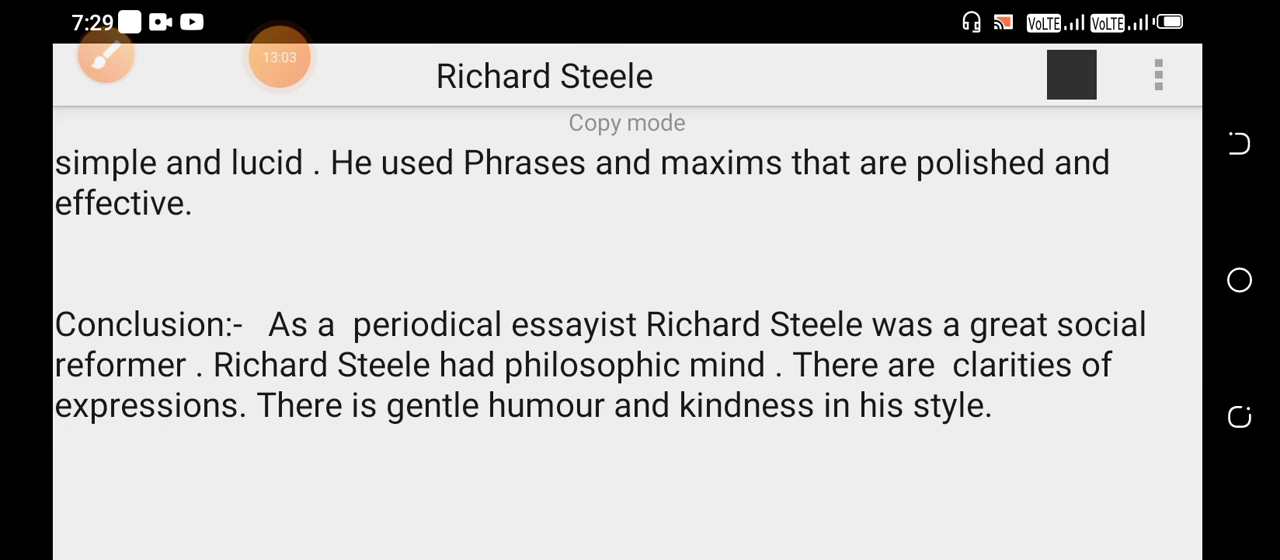 7:29
VoLTE VoLTE
13:03
Richard Steele
Copy mode
simple and lucid . He used Phrases and maxims that are polished and
effective.
Conclusion:-   As a  periodical essayist Richard Steele was a great social
reformer . Richard Steele had philosophic mind . There are  clarities of
expressions. There is gentle humour and kindness in his style.